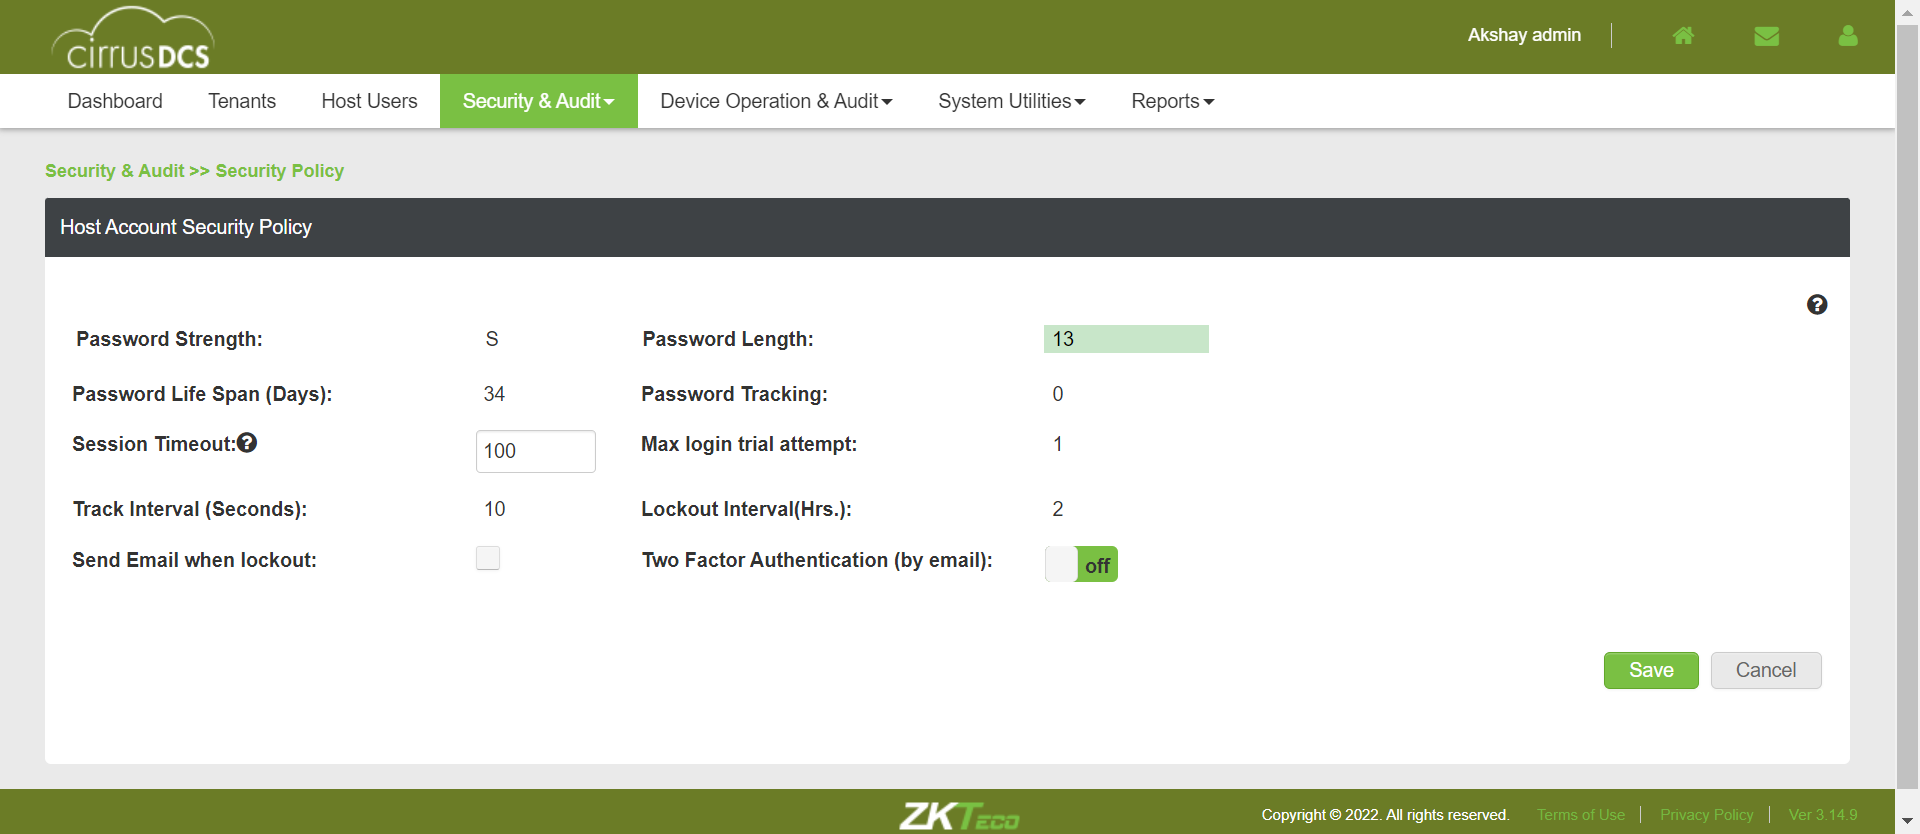 cirrusDCS
Akshay admin
Dashboard Tenants Host Users Security & Audit Device Operation & Audit System Utilities Reports
Security & Audit >> Security Policy
Host Account Security Policy
?
Password Strength: S Password Length: 13
Password Life Span (Days): 34 Password Tracking: 0
Session Timeout:? 100 Max login trial attempt: 1
Track Interval (Seconds): 10 Lockout Interval(Hrs.): 2
Send Email when lockout: Two Factor Authentication (by email): off
Save Cancel
ZKTeco Copyright © 2022. All rights reserved. Terms of Use Privacy Policy Ver 3.14.9